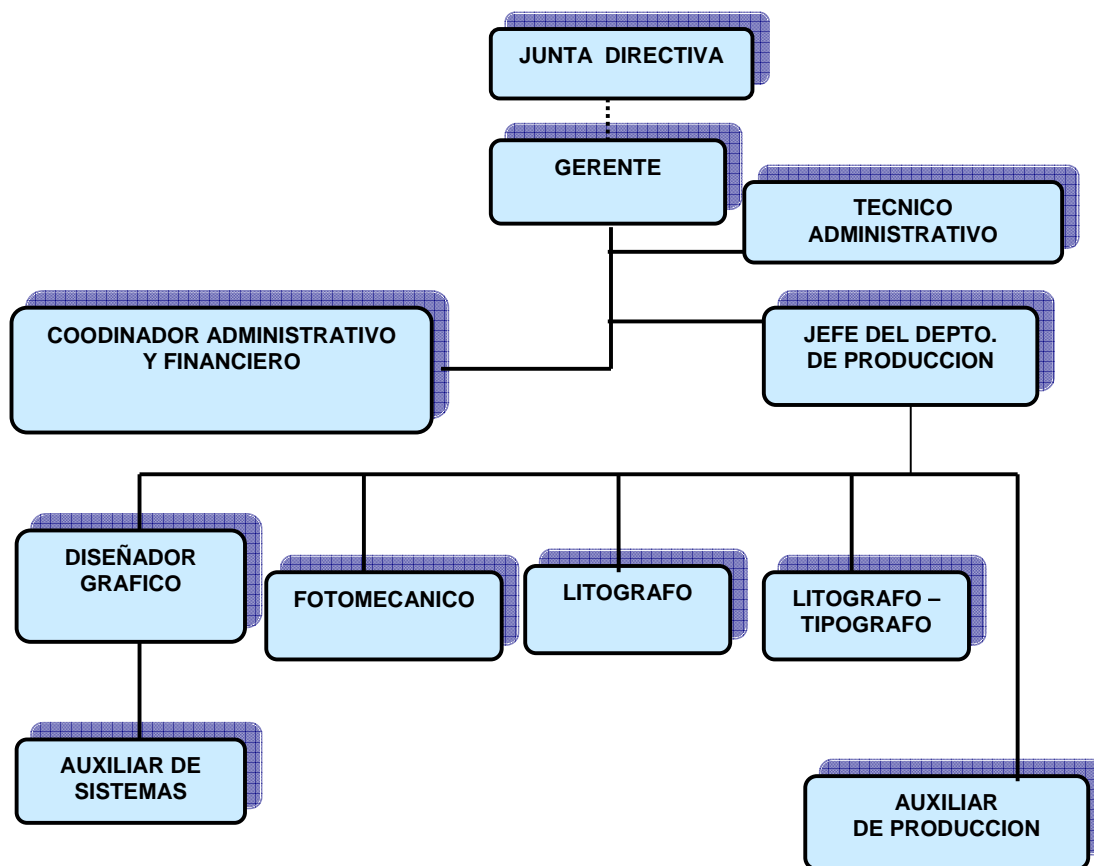 JUNTA DIRECTIVA
GERENTE
TECNICO
ADMINISTRATIVO
COODINADOR ADMINISTRATIVO
Y FINANCIERO
JEFE DEL DEPTO.
DE PRODUCCION
DISEÑADOR
GRAFICO
FOTOMECANICO
LITOGRAFO
LITOGRAFO –
TIPOGRAFO
AUXILIAR DE
SISTEMAS
AUXILIAR
DE PRODUCCION